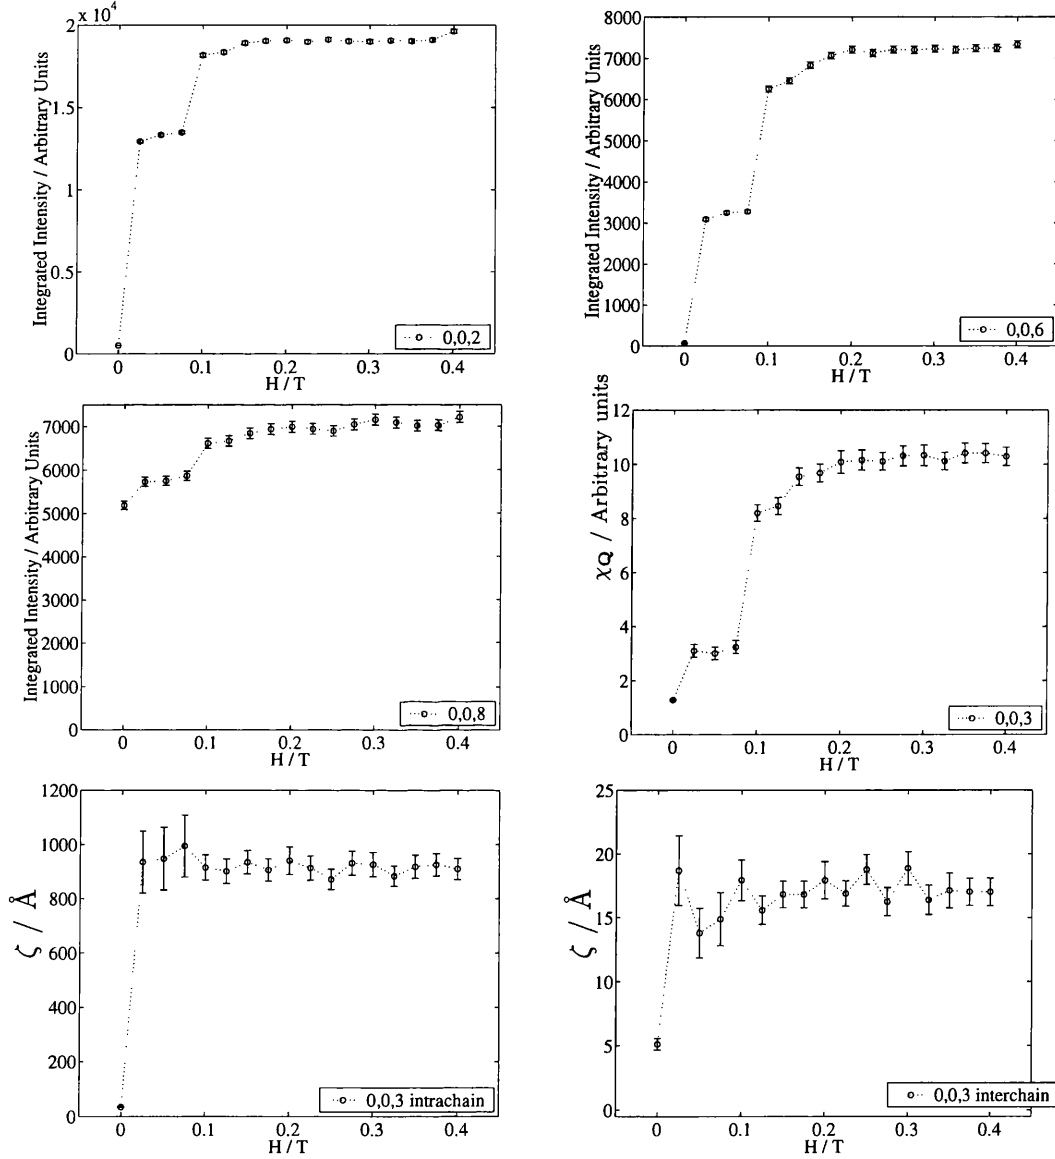 x 10⁴
Integrated Intensity / Arbitrary Units
2
1.5
1
0.5
0
0 0.1 0.2 0.3 0.4
H / T
0,0,2
Integrated Intensity / Arbitrary Units
8000
7000
6000
5000
4000
3000
2000
1000
0
0 0.1 0.2 0.3 0.4
H / T
0,0,6
Integrated Intensity / Arbitrary Units
7000
6000
5000
4000
3000
2000
1000
0
0 0.1 0.2 0.3 0.4
H / T
0,0,8
χQ / Arbitrary units
12
10
8
6
4
2
0
0 0.1 0.2 0.3 0.4
H / T
0,0,3
ζ / Å
1200
1000
800
600
400
200
0
0 0.1 0.2 0.3 0.4
H / T
0,0,3 intrachain
ζ / Å
25
20
15
10
5
0
0 0.1 0.2 0.3 0.4
H / T
0,0,3 interchain